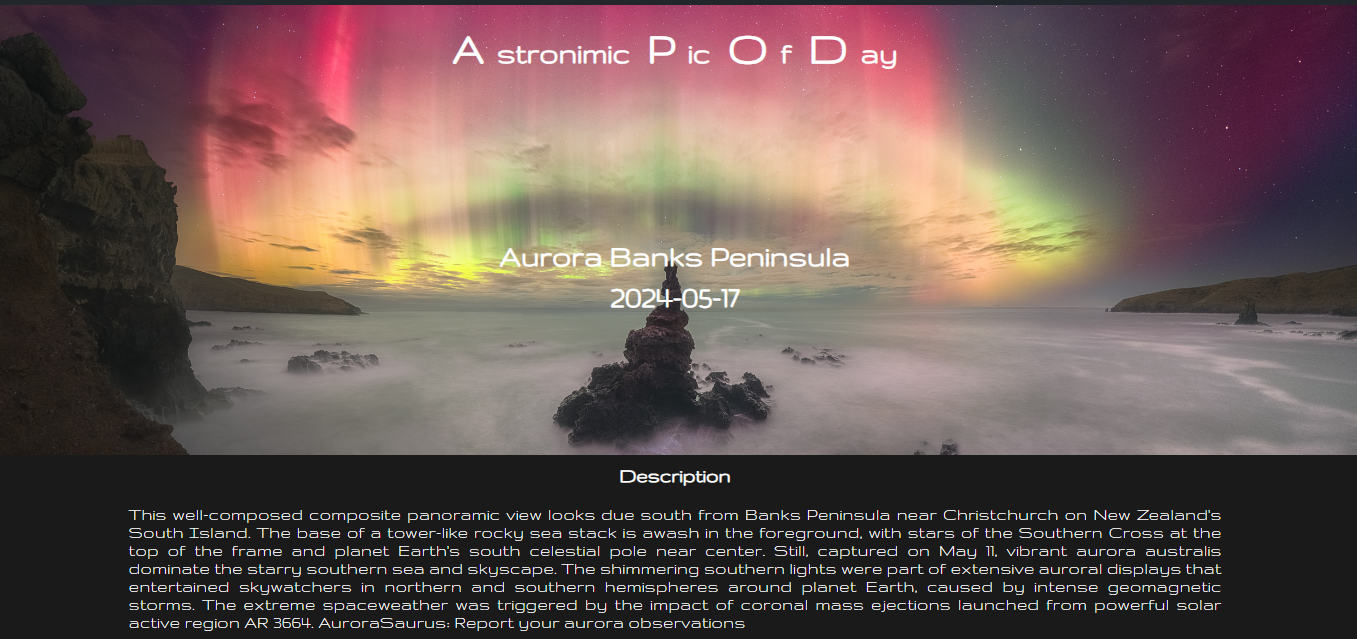 A stronimic P ic O f D ay
Aurora Banks Peninsula
2024-05-17
Description
This well-composed composite panoramic view looks due south from Banks Peninsula near Christchurch on New Zealand's
South Island. The base of a tower-like rocky sea stack is awash in the foreground, with stars of the Southern Cross at the
top of the frame and planet Earth's south celestial pole near center. Still, captured on May 11, vibrant aurora australis
dominate the starry southern sea and skyscape. The shimmering southern lights were part of extensive auroral displays that
entertained skywatchers in northern and southern hemispheres around planet Earth, caused by intense geomagnetic
storms. The extreme spaceweather was triggered by the impact of coronal mass ejections launched from powerful solar
active region AR 3664. AuroraSaurus: Report your aurora observations